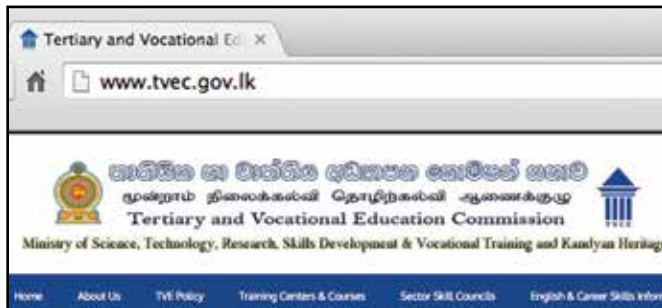 Tertiary and Vocational Ed
www.tvec.gov.lk
තෘතීයික හා වෘත්තීය අධ්‍යාපන කොමිෂන් සභාව
மூன்றாம் நிலைக்கல்வி தொழிற்கல்வி ஆணைக்குழு
Tertiary and Vocational Education Commission
TVEC
Ministry of Science, Technology, Research, Skills Development & Vocational Training and Kandyan Heritage
Home About Us TVE Policy Training Centers & Courses Sector Skill Councils English & Career Skills Infor